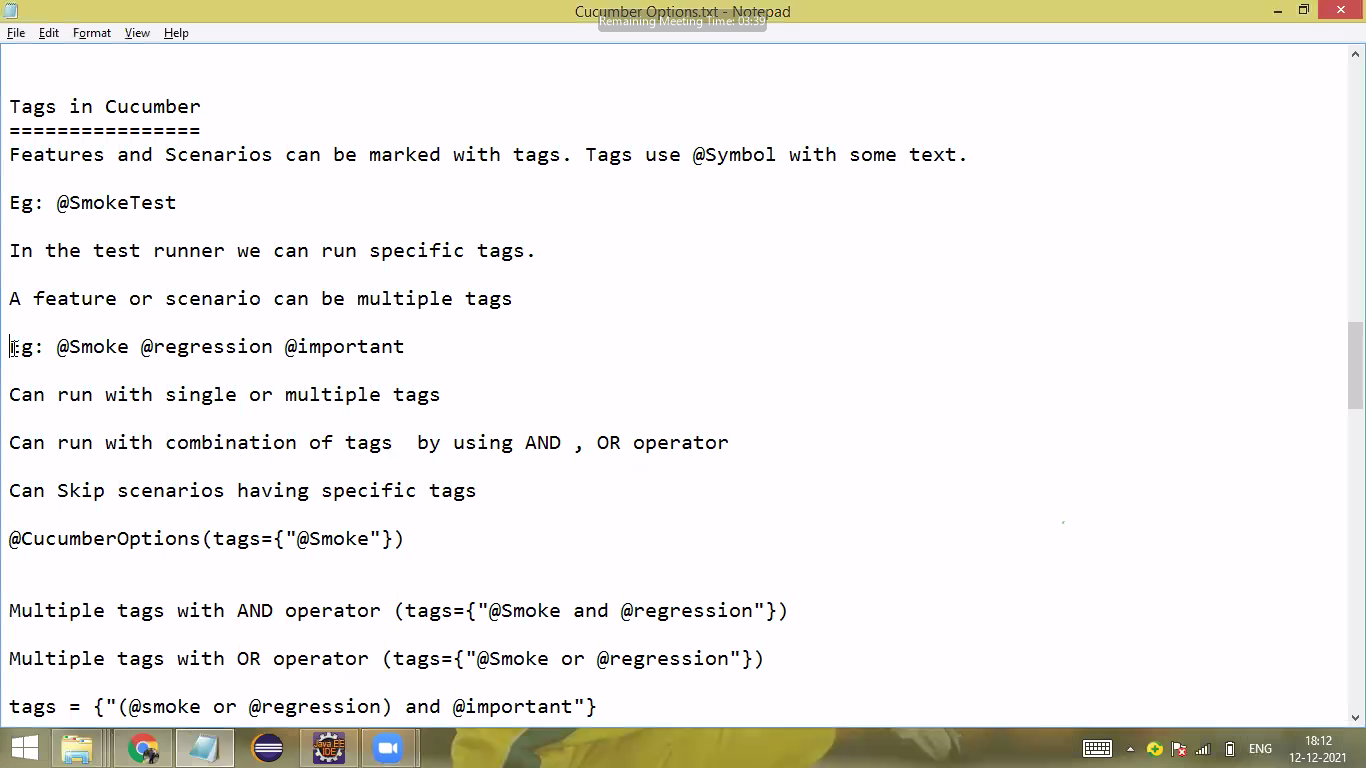 Cucumber Options.txt - Notepad
Remaining Meeting Time: 03:39
File Edit Format View Help
Tags in Cucumber
================
Features and Scenarios can be marked with tags. Tags use @Symbol with some text.
Eg: @SmokeTest
In the test runner we can run specific tags.
A feature or scenario can be multiple tags
Eg: @Smoke @regression @important
Can run with single or multiple tags
Can run with combination of tags  by using AND , OR operator
Can Skip scenarios having specific tags
@CucumberOptions(tags={"@Smoke"})
Multiple tags with AND operator (tags={"@Smoke and @regression"})
Multiple tags with OR operator (tags={"@Smoke or @regression"})
tags = {"(@smoke or @regression) and @important"}
Java EE
IDE
ENG
18:12
12-12-2021